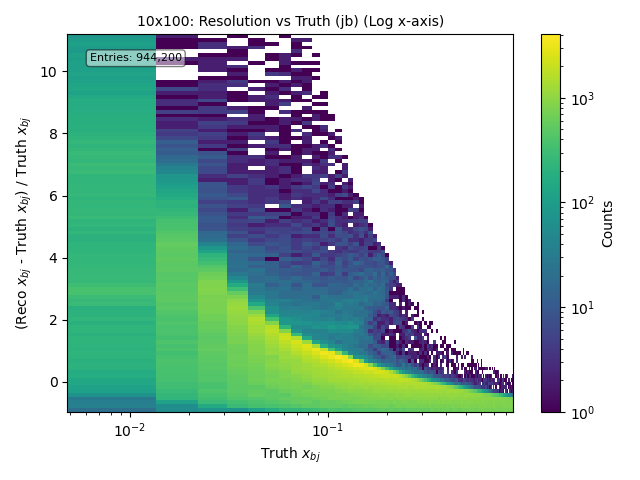 10x100: Resolution vs Truth (jb) (Log x-axis)
Entries: 944,200
(Reco x_bj - Truth x_bj) / Truth x_bj
10
8
6
4
2
0
10^-2
10^-1
Truth x_bj
10^3
10^2
10^1
10^0
Counts